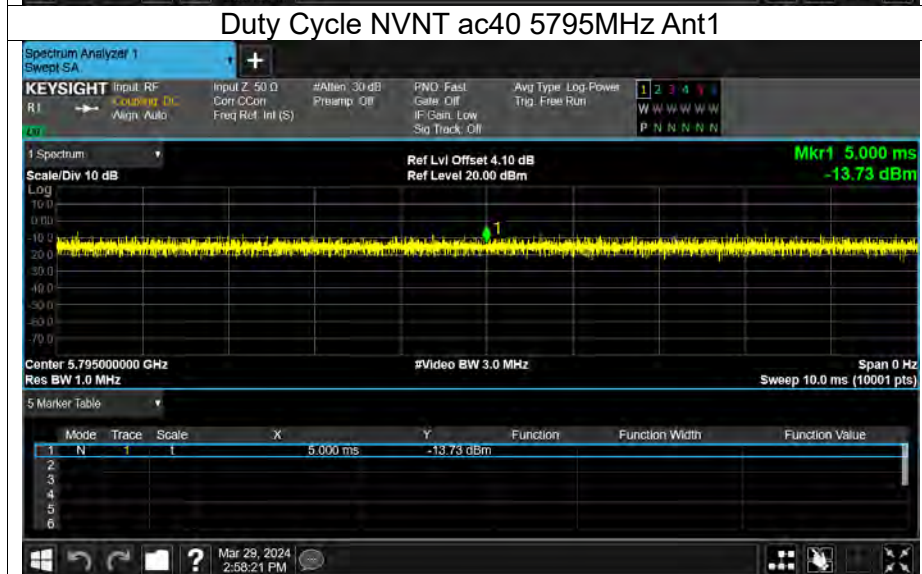 Duty Cycle NVNT ac40 5795MHz Ant1
Spectrum Analyzer 1
Swept SA
+
KEYSIGHT Input: RF Input Z: 50 Ω #Atten: 30 dB PNO: Fast Avg Type: Log-Power 1 2 3 4 5 6
R L Coupling: DC Corr CCorr Preamp: Off Gate: Off Trig: Free Run W W W W W W
Align: Auto Freq Ref: Int (S) IF Gain: Low
Sig Track: Off P N N N N N
1 Spectrum Ref Lvl Offset 4.10 dB Mkr1 5.000 ms
Scale/Div 10 dB Ref Level 20.00 dBm -13.73 dBm
Log
10.0
0.00
1
-10.0
-20.0
-30.0
-40.0
-50.0
-60.0
-70.0
Center 5.795000000 GHz #Video BW 3.0 MHz Span 0 Hz
Res BW 1.0 MHz Sweep 10.0 ms (10001 pts)
5 Marker Table
Mode Trace Scale X Y Function Function Width Function Value
1 N 1 t 5.000 ms -13.73 dBm
2
3
4
5
6
? Mar 29, 2024
2:58:21 PM